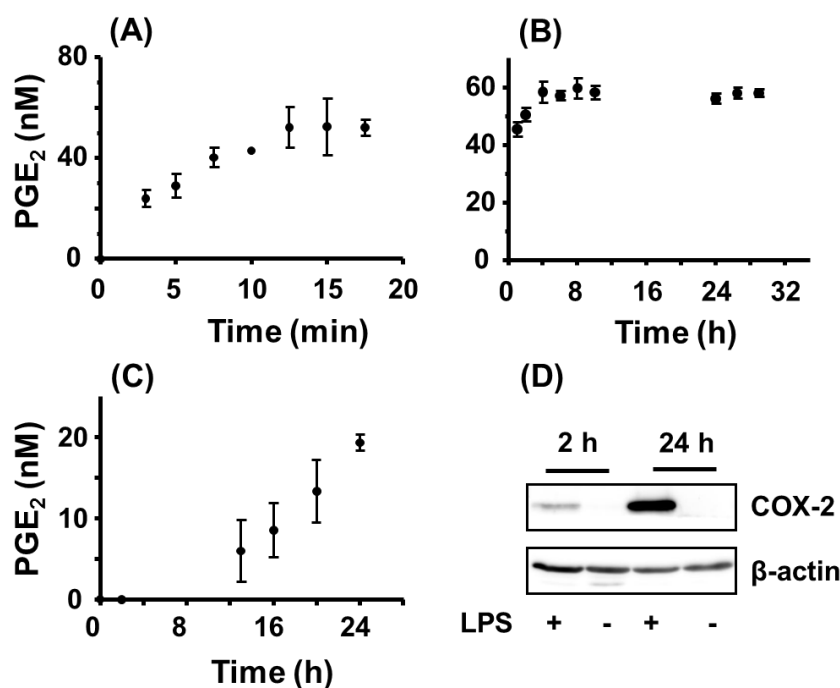 (A)
PGE2 (nM)
80
40
0
0 5 10 15 20
Time (min)
(B)
60
40
20
0
0 8 16 24 32
Time (h)
(C)
PGE2 (nM)
20
10
0
0 8 16 24
Time (h)
(D)
2 h 24 h
COX-2
β-actin
LPS + - + -